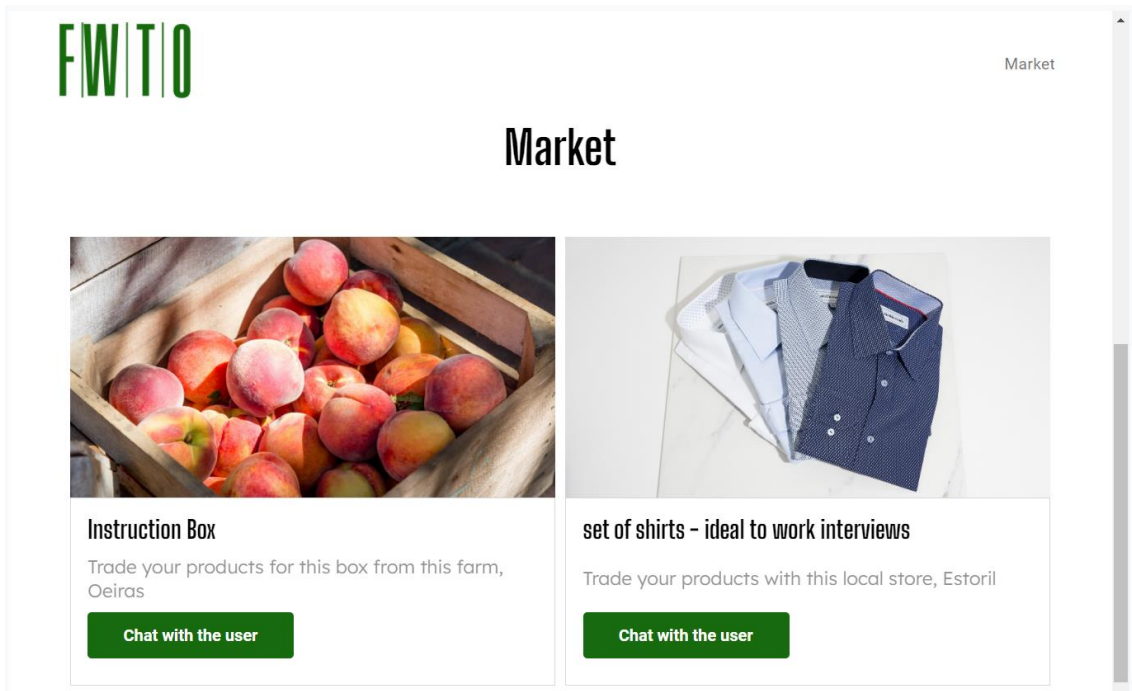 FWTO
Market
Market
Instruction Box
set of shirts - ideal to work interviews
Trade your products for this box from this farm,
Oeiras
Trade your products with this local store, Estoril
Chat with the user
Chat with the user